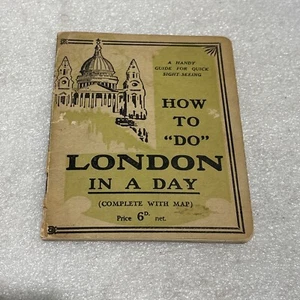 A HANDY
GUIDE FOR QUICK
SIGHT-SEEING
HOW
TO
"DO"
LONDON
IN A DAY
(COMPLETE WITH MAP)
Price 6D. net.